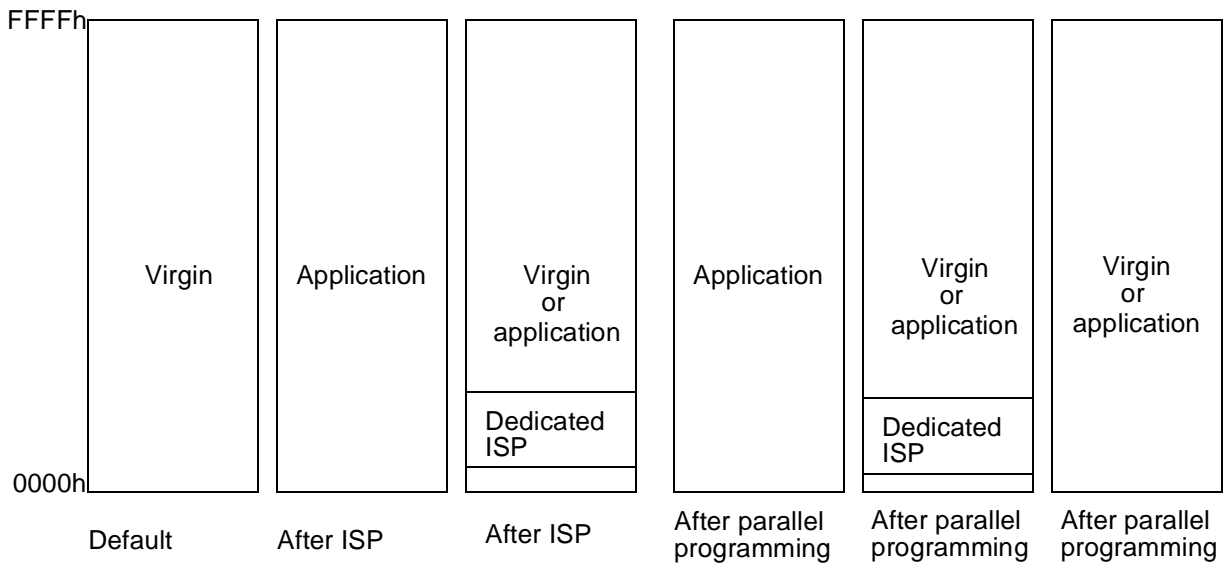 FFFFh
Virgin
Application
Virgin
or
application
Dedicated
ISP
Application
Virgin
or
application
Dedicated
ISP
Virgin
or
application
0000h
Default
After ISP
After ISP
After parallel
programming
After parallel
programming
After parallel
programming